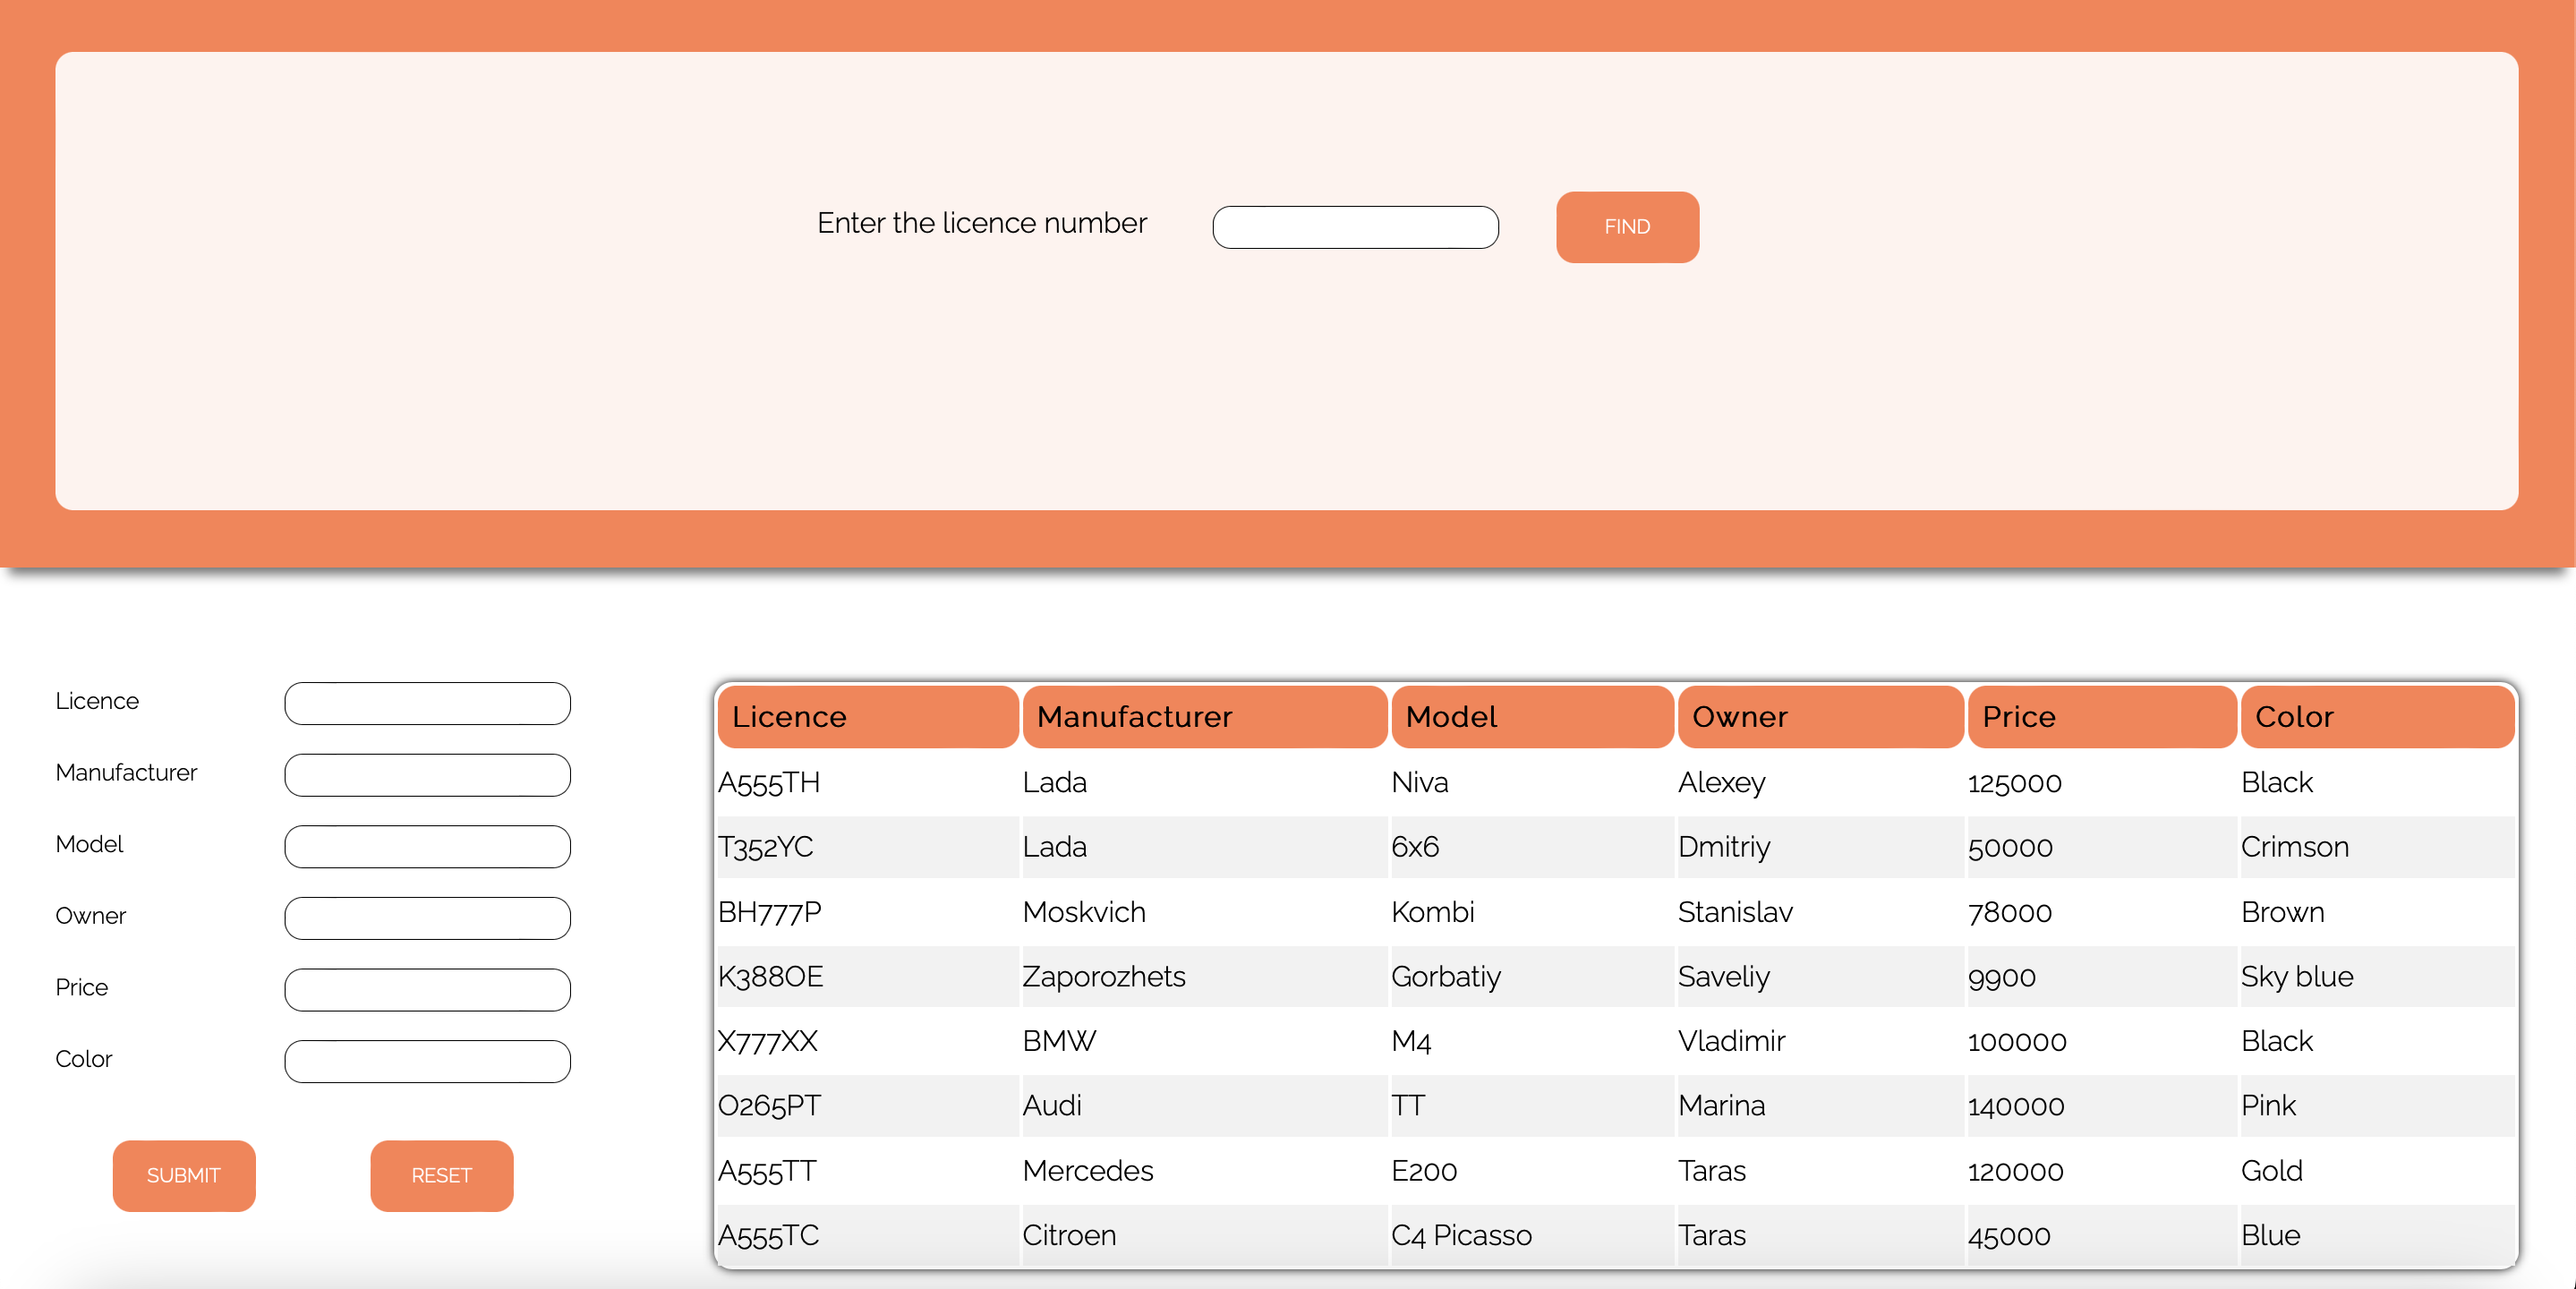 Enter the licence number FIND
Licence
Manufacturer
Model
Owner
Price
Color
SUBMIT RESET
Licence Manufacturer Model Owner Price Color
A555TH Lada Niva Alexey 125000 Black
T352YC Lada 6x6 Dmitriy 50000 Crimson
BH777P Moskvich Kombi Stanislav 78000 Brown
K388OE Zaporozhets Gorbatiy Saveliy 9900 Sky blue
X777XX BMW M4 Vladimir 100000 Black
O265PT Audi TT Marina 140000 Pink
A555TT Mercedes E200 Taras 120000 Gold
A555TC Citroen C4 Picasso Taras 45000 Blue